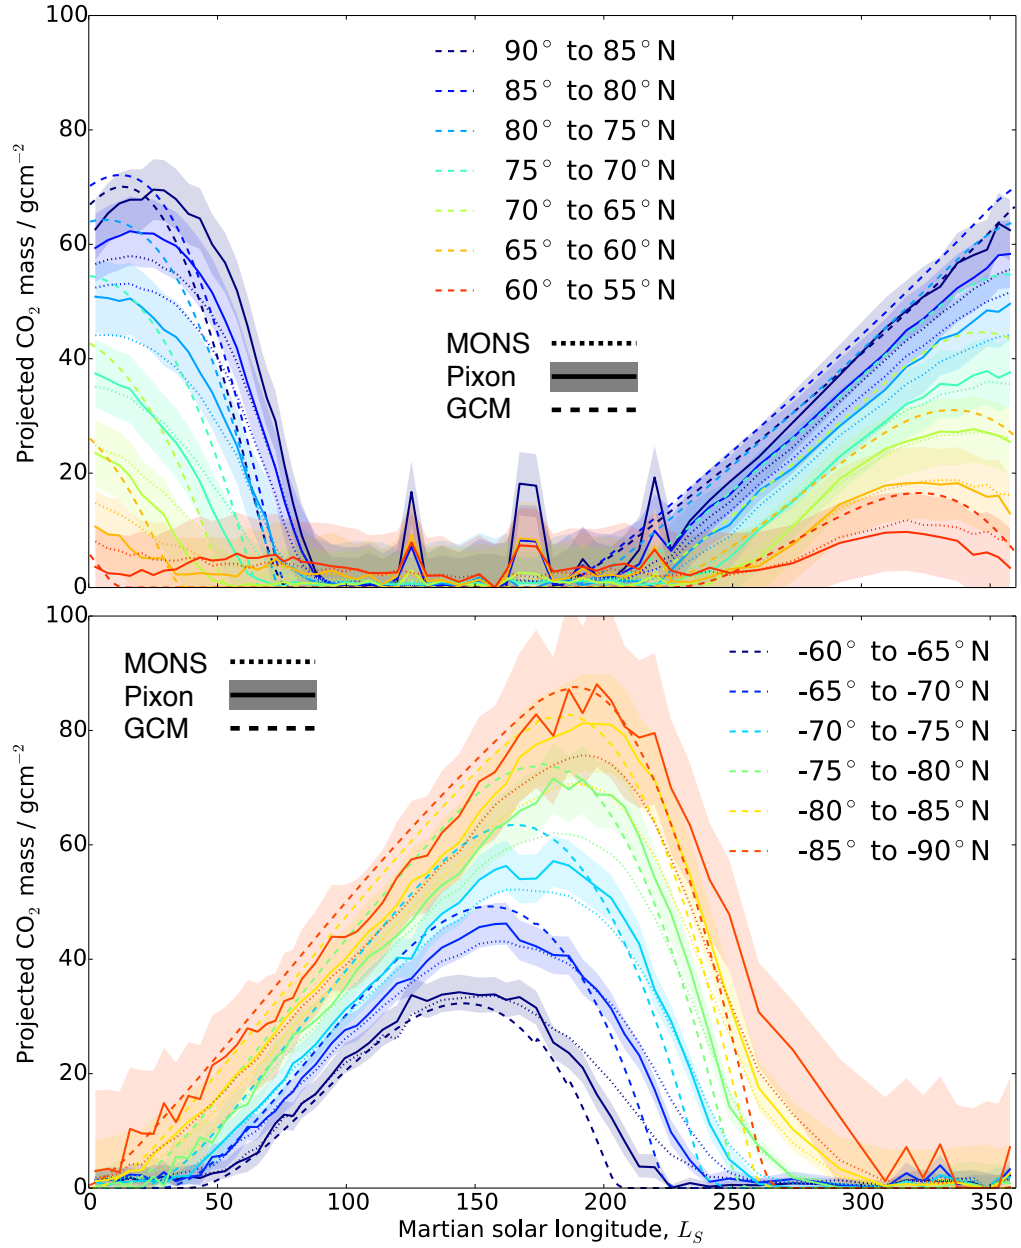 100
80
60
40
20
0
Projected CO₂ mass / gcm⁻²
90° to 85°N
85° to 80°N
80° to 75°N
75° to 70°N
70° to 65°N
65° to 60°N
60° to 55°N
MONS
Pixon
GCM
100
80
60
40
20
0
Projected CO₂ mass / gcm⁻²
MONS
Pixon
GCM
-60° to -65°N
-65° to -70°N
-70° to -75°N
-75° to -80°N
-80° to -85°N
-85° to -90°N
0 50 100 150 200 250 300 350
Martian solar longitude, L_S